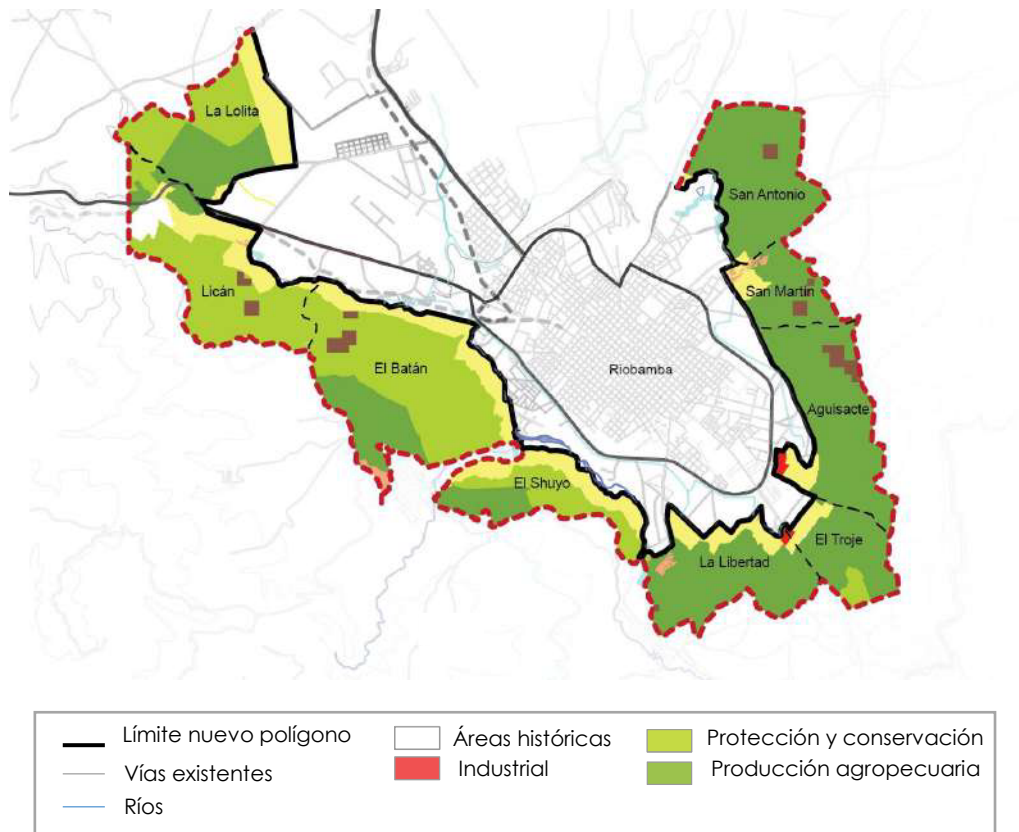 La Lolita
San Antonio
Licán
San Martín
El Batán
Riobamba
Aguisacte
El Shuyo
El Troje
La Libertad
Límite nuevo polígono
Vías existentes
Ríos
Áreas históricas
Industrial
Protección y conservación
Producción agropecuaria